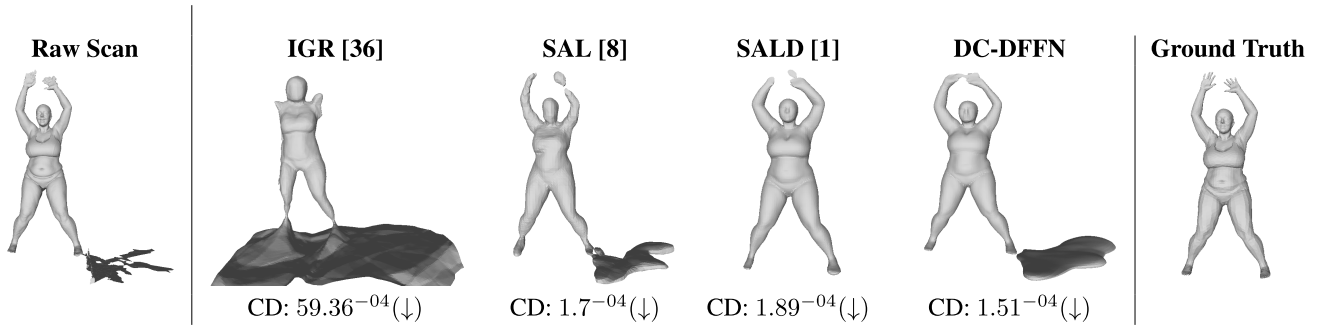 Raw Scan IGR [36] SAL [8] SALD [1] DC-DFFN Ground Truth
CD: 59.36⁻⁰⁴(↓) CD: 1.7⁻⁰⁴(↓) CD: 1.89⁻⁰⁴(↓) CD: 1.51⁻⁰⁴(↓)